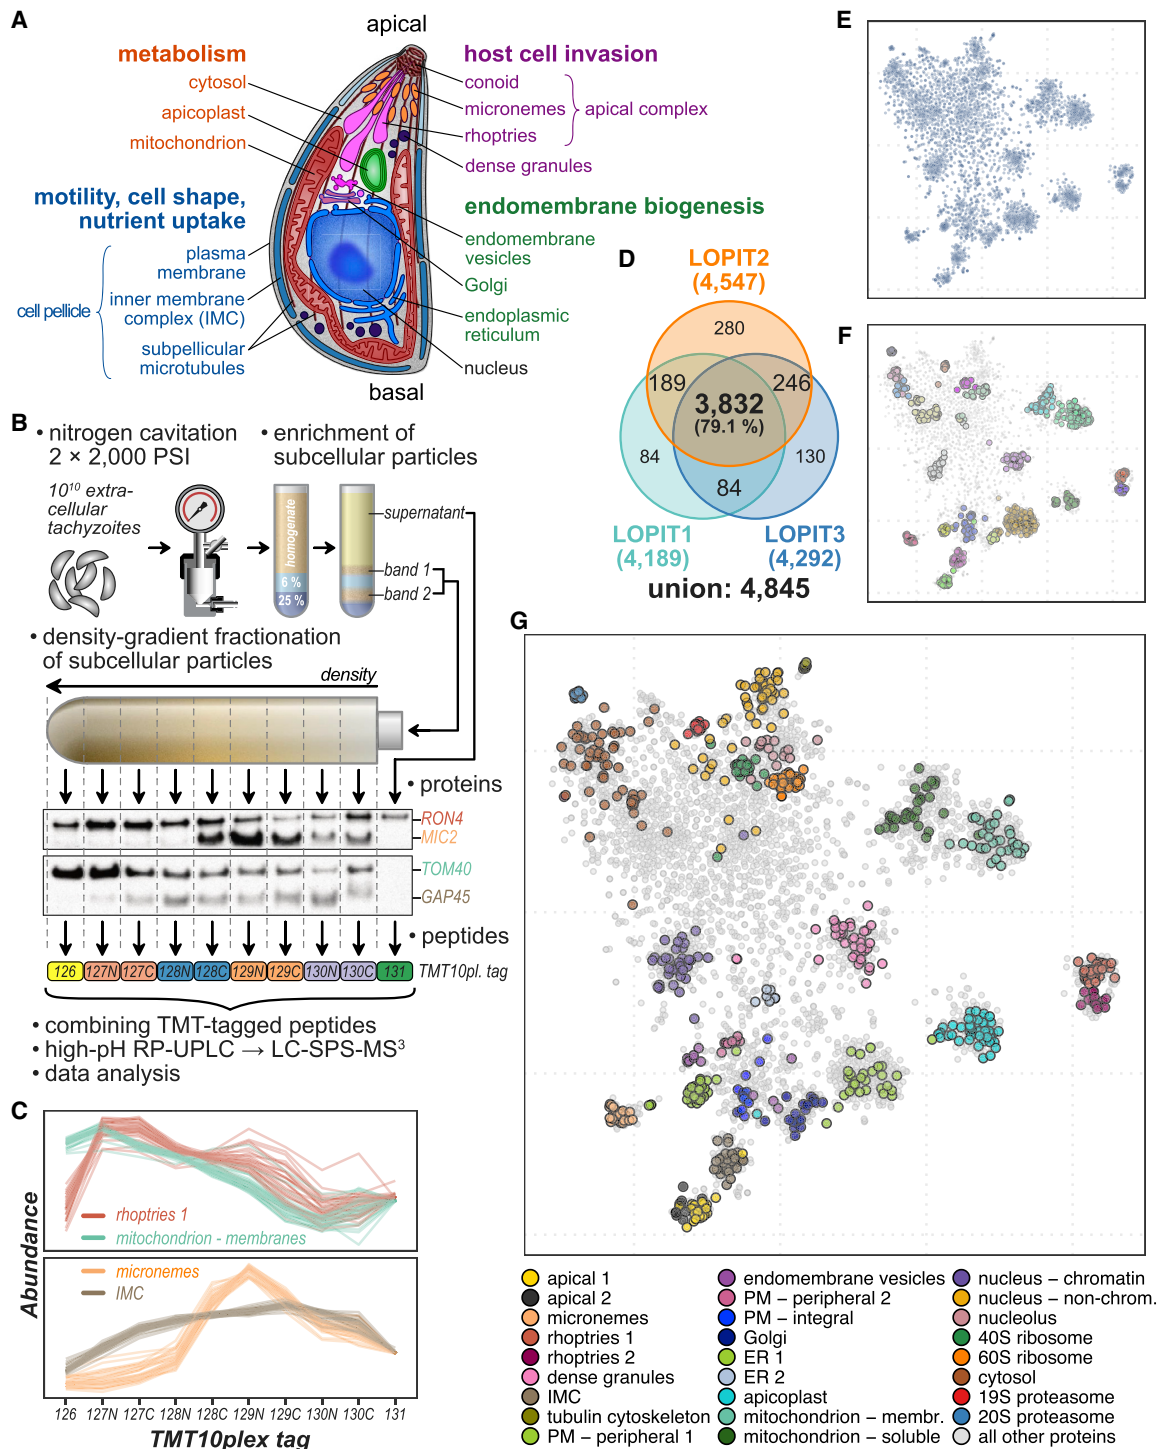 A
apical
metabolism
cytosol
apicoplast
mitochondrion
host cell invasion
conoid
micronemes
apical complex
rhoptries
dense granules
motility, cell shape,
nutrient uptake
plasma
membrane
cell pellicle
inner membrane
complex (IMC)
subpellicular
microtubules
endomembrane biogenesis
endomembrane
vesicles
Golgi
endoplasmic
reticulum
nucleus
basal
B
• nitrogen cavitation
2 × 2,000 PSI
• enrichment of
subcellular particles
10¹⁰ extra-
cellular
tachyzoites
homogenate
6 %
25 %
supernatant
band 1
band 2
• density-gradient fractionation
of subcellular particles
density
• proteins
RON4
MIC2
TOM40
GAP45
• peptides
126 127N 127C 128N 128C 129N 129C 130N 130C 131 TMT10pl. tag
• combining TMT-tagged peptides
• high-pH RP-UPLC → LC-SPS-MS³
• data analysis
C
Abundance
rhoptries 1
mitochondrion - membranes
micronemes
IMC
126 127N 127C 128N 128C 129N 129C 130N 130C 131
TMT10plex tag
D
LOPIT2
(4,547)
280
189
246
3,832
(79.1 %)
84
130
84
LOPIT1
(4,189)
LOPIT3
(4,292)
union: 4,845
E
F
G
apical 1
apical 2
micronemes
rhoptries 1
rhoptries 2
dense granules
IMC
tubulin cytoskeleton
PM – peripheral 1
endomembrane vesicles
PM – peripheral 2
PM – integral
Golgi
ER 1
ER 2
apicoplast
mitochondrion – membr.
mitochondrion – soluble
nucleus – chromatin
nucleus – non-chrom.
nucleolus
40S ribosome
60S ribosome
cytosol
19S proteasome
20S proteasome
all other proteins